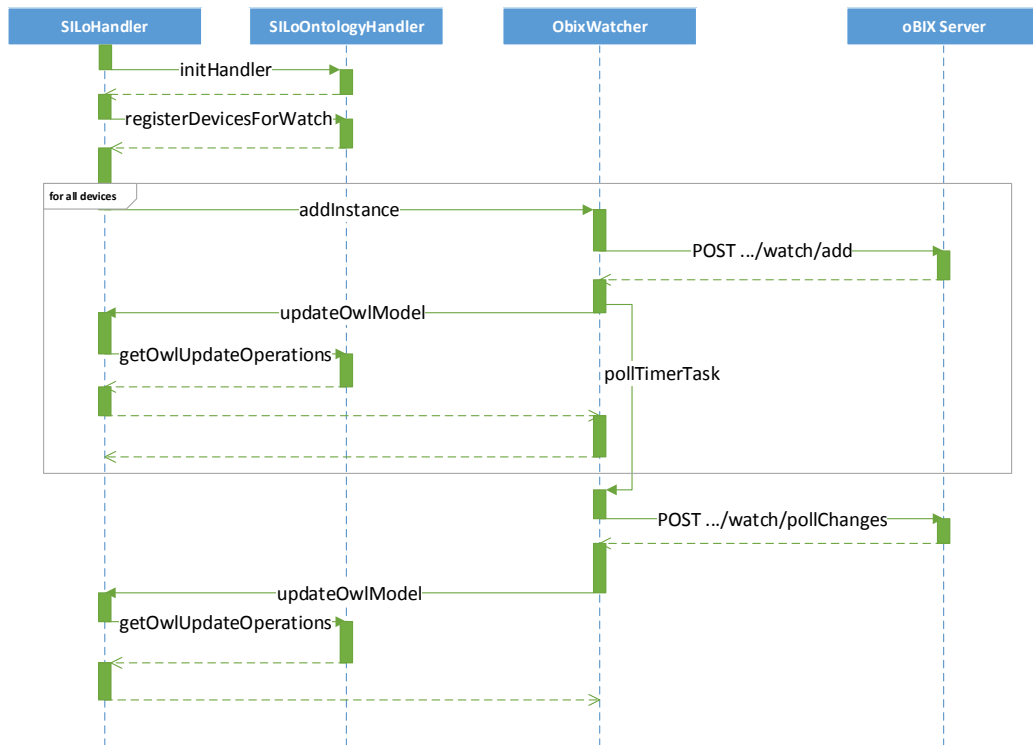 SILoHandler
SILoOntologyHandler
ObixWatcher
oBIX Server
initHandler
registerDevicesForWatch
for all devices
addInstance
POST .../watch/add
updateOwlModel
getOwlUpdateOperations
pollTimerTask
POST .../watch/pollChanges
updateOwlModel
getOwlUpdateOperations